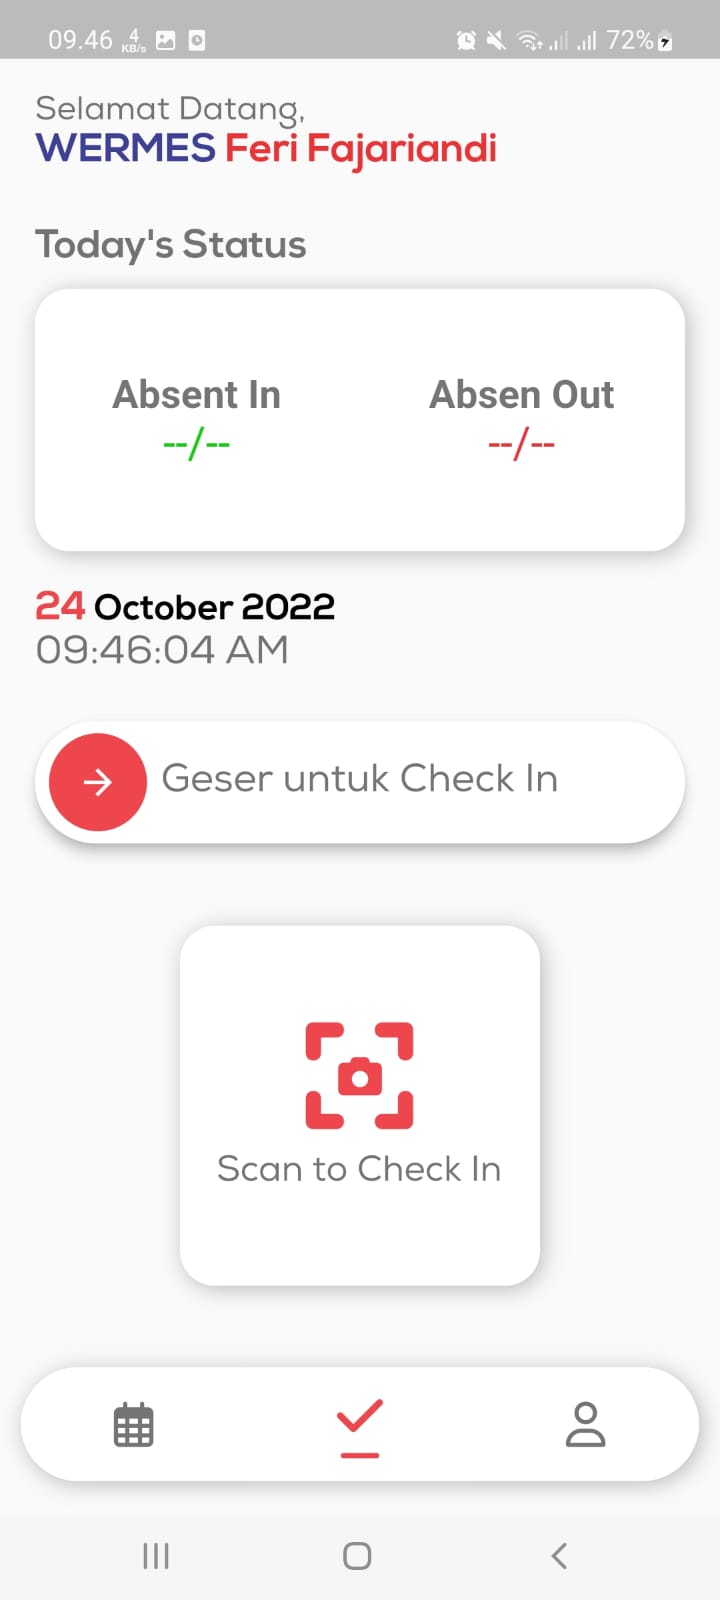 09.46 4 KB/s 72%
Selamat Datang,
WERMES Feri Fajariandi
Today's Status
Absent In Absen Out
--/-- --/--
24 October 2022
09:46:04 AM
Geser untuk Check In
Scan to Check In